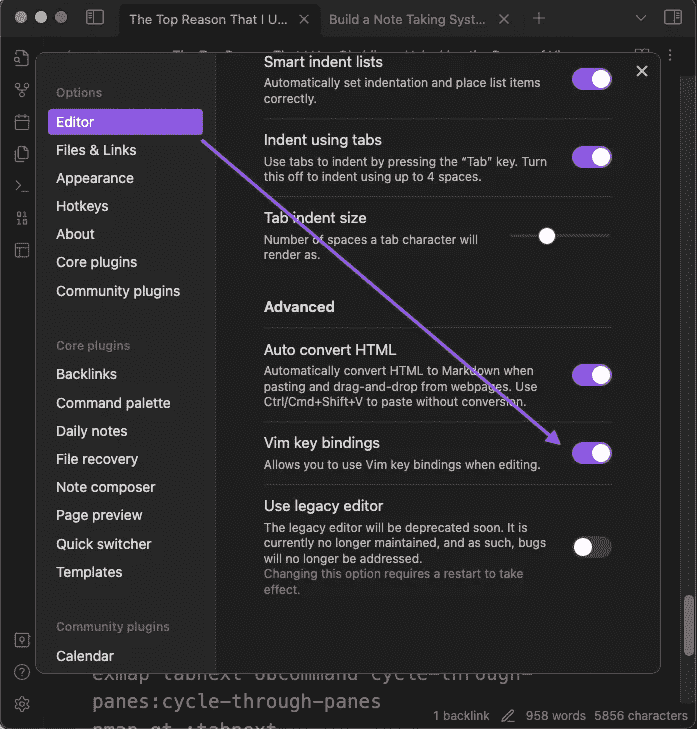 The Top Reason That I U...
Build a Note Taking Syst...
Options
Editor
Files & Links
Appearance
Hotkeys
About
Core plugins
Community plugins
Core plugins
Backlinks
Command palette
Daily notes
File recovery
Note composer
Page preview
Quick switcher
Templates
Community plugins
Calendar
Smart indent lists
Automatically set indentation and place list items
correctly.
Indent using tabs
Use tabs to indent by pressing the “Tab” key. Turn
this off to indent using up to 4 spaces.
Tab indent size
Number of spaces a tab character will
render as.
Advanced
Auto convert HTML
Automatically convert HTML to Markdown when
pasting and drag-and-drop from webpages. Use
Ctrl/Cmd+Shift+V to paste without conversion.
Vim key bindings
Allows you to use Vim key bindings when editing.
Use legacy editor
The legacy editor will be deprecated soon. It is
currently no longer maintained, and as such, bugs
will no longer be addressed.
Changing this option requires a restart to take
effect.
exmap tabnext obcommand cycle-through-
panes:cycle-through-panes
nmap gt :tabnext
1 backlink 958 words 5856 characters